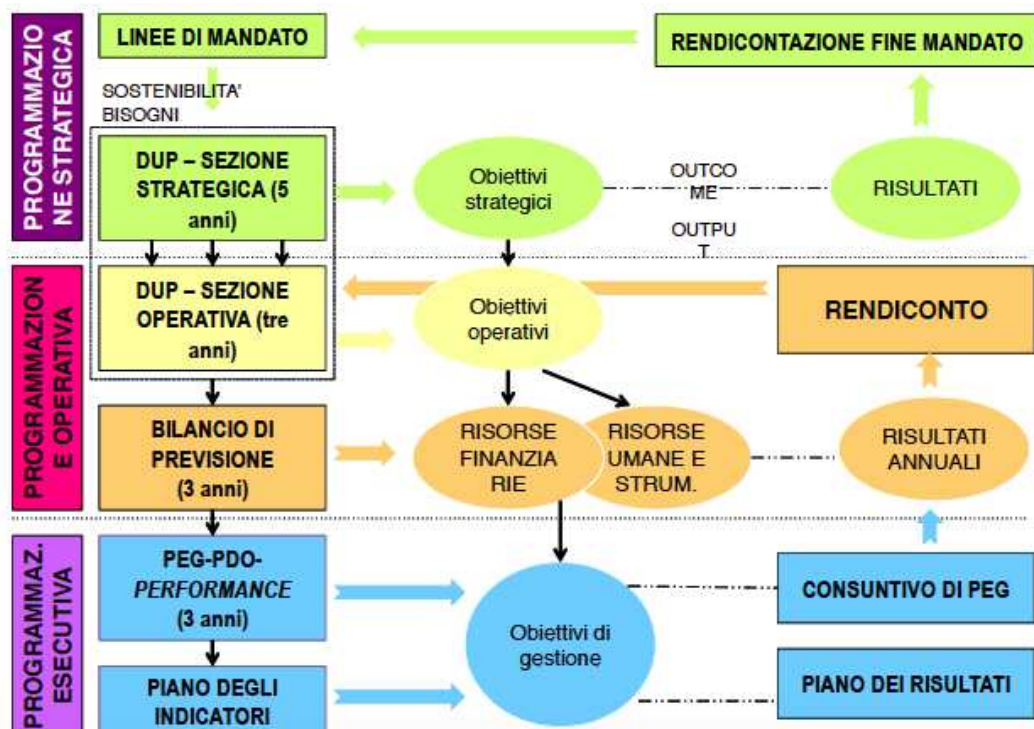 PROGRAMMAZIO
NE STRATEGICA
LINEE DI MANDATO
RENDICONTAZIONE FINE MANDATO
SOSTENIBILITA'
BISOGNI
DUP – SEZIONE
STRATEGICA (5
anni)
Obiettivi
strategici
OUTCO
ME
RISULTATI
OUTPU
T
PROGRAMMAZION
E OPERATIVA
DUP – SEZIONE
OPERATIVA (tre
anni)
Obiettivi
operativi
RENDICONTO
BILANCIO DI
PREVISIONE
(3 anni)
RISORSE
FINANZIA
RIE
RISORSE
UMANE E
STRUM.
RISULTATI
ANNUALI
PROGRAMMAZ.
ESECUTIVA
PEG-PDO-
PERFORMANCE
(3 anni)
Obiettivi di
gestione
CONSUNTIVO DI PEG
PIANO DEGLI
INDICATORI
PIANO DEI RISULTATI